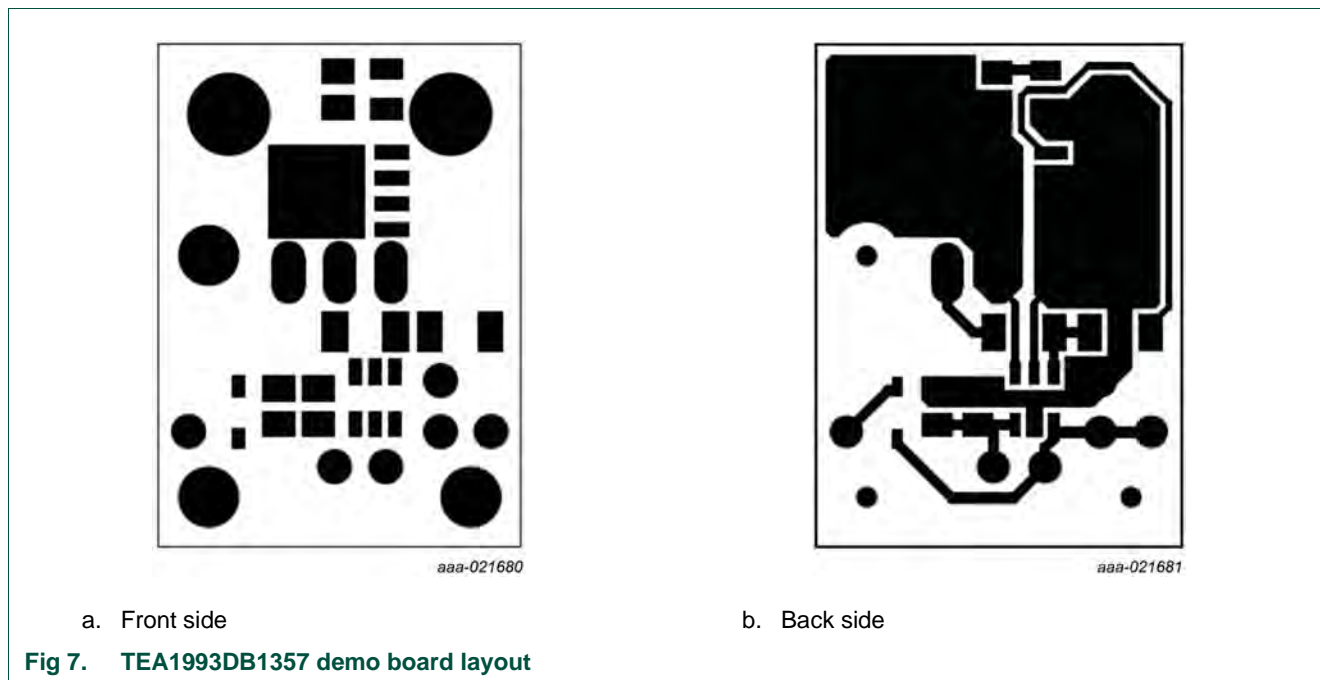 aaa-021680
aaa-021681
a. Front side
b. Back side
Fig 7. TEA1993DB1357 demo board layout